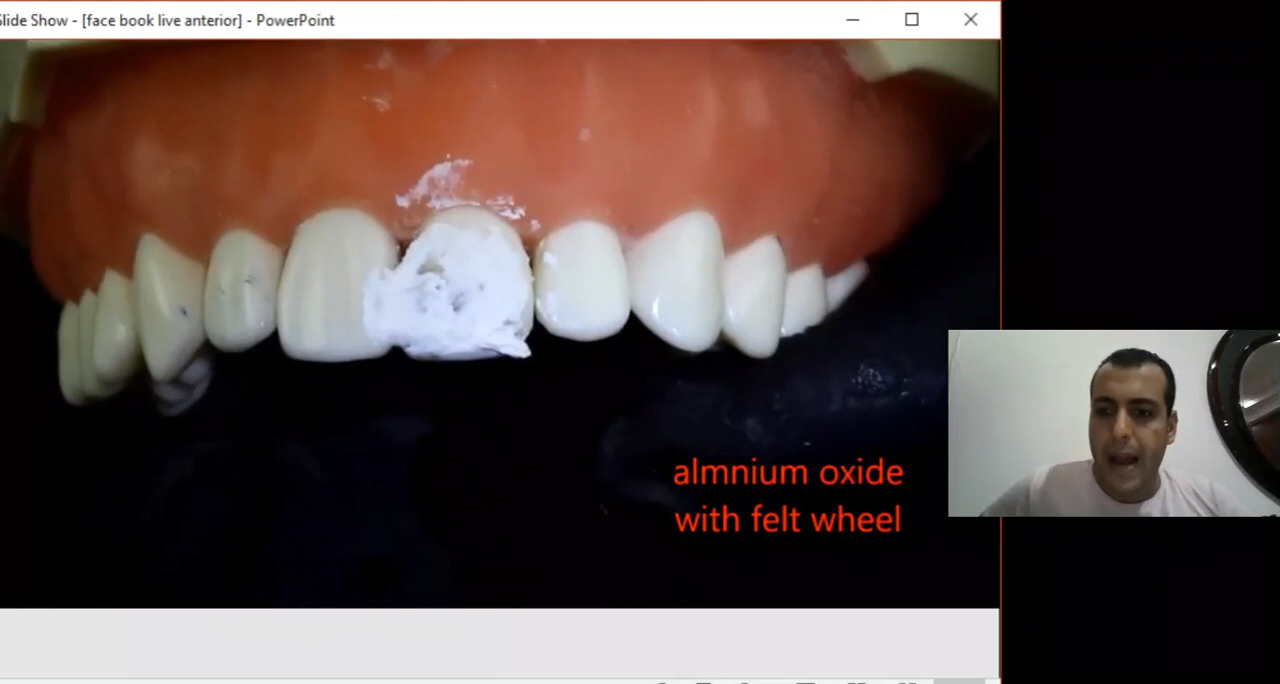 Slide Show - [face book live anterior] - PowerPoint
almnium oxide
with felt wheel